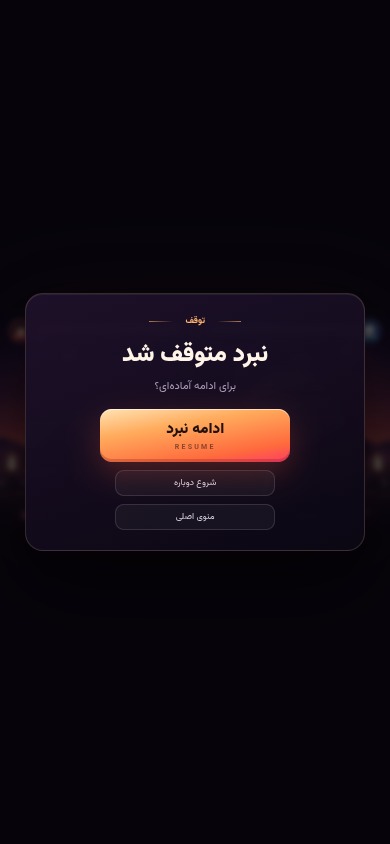 توقف
نبرد متوقف شد
برای ادامه آماده‌ای؟
ادامه نبرد
RESUME
شروع دوباره
منوی اصلی